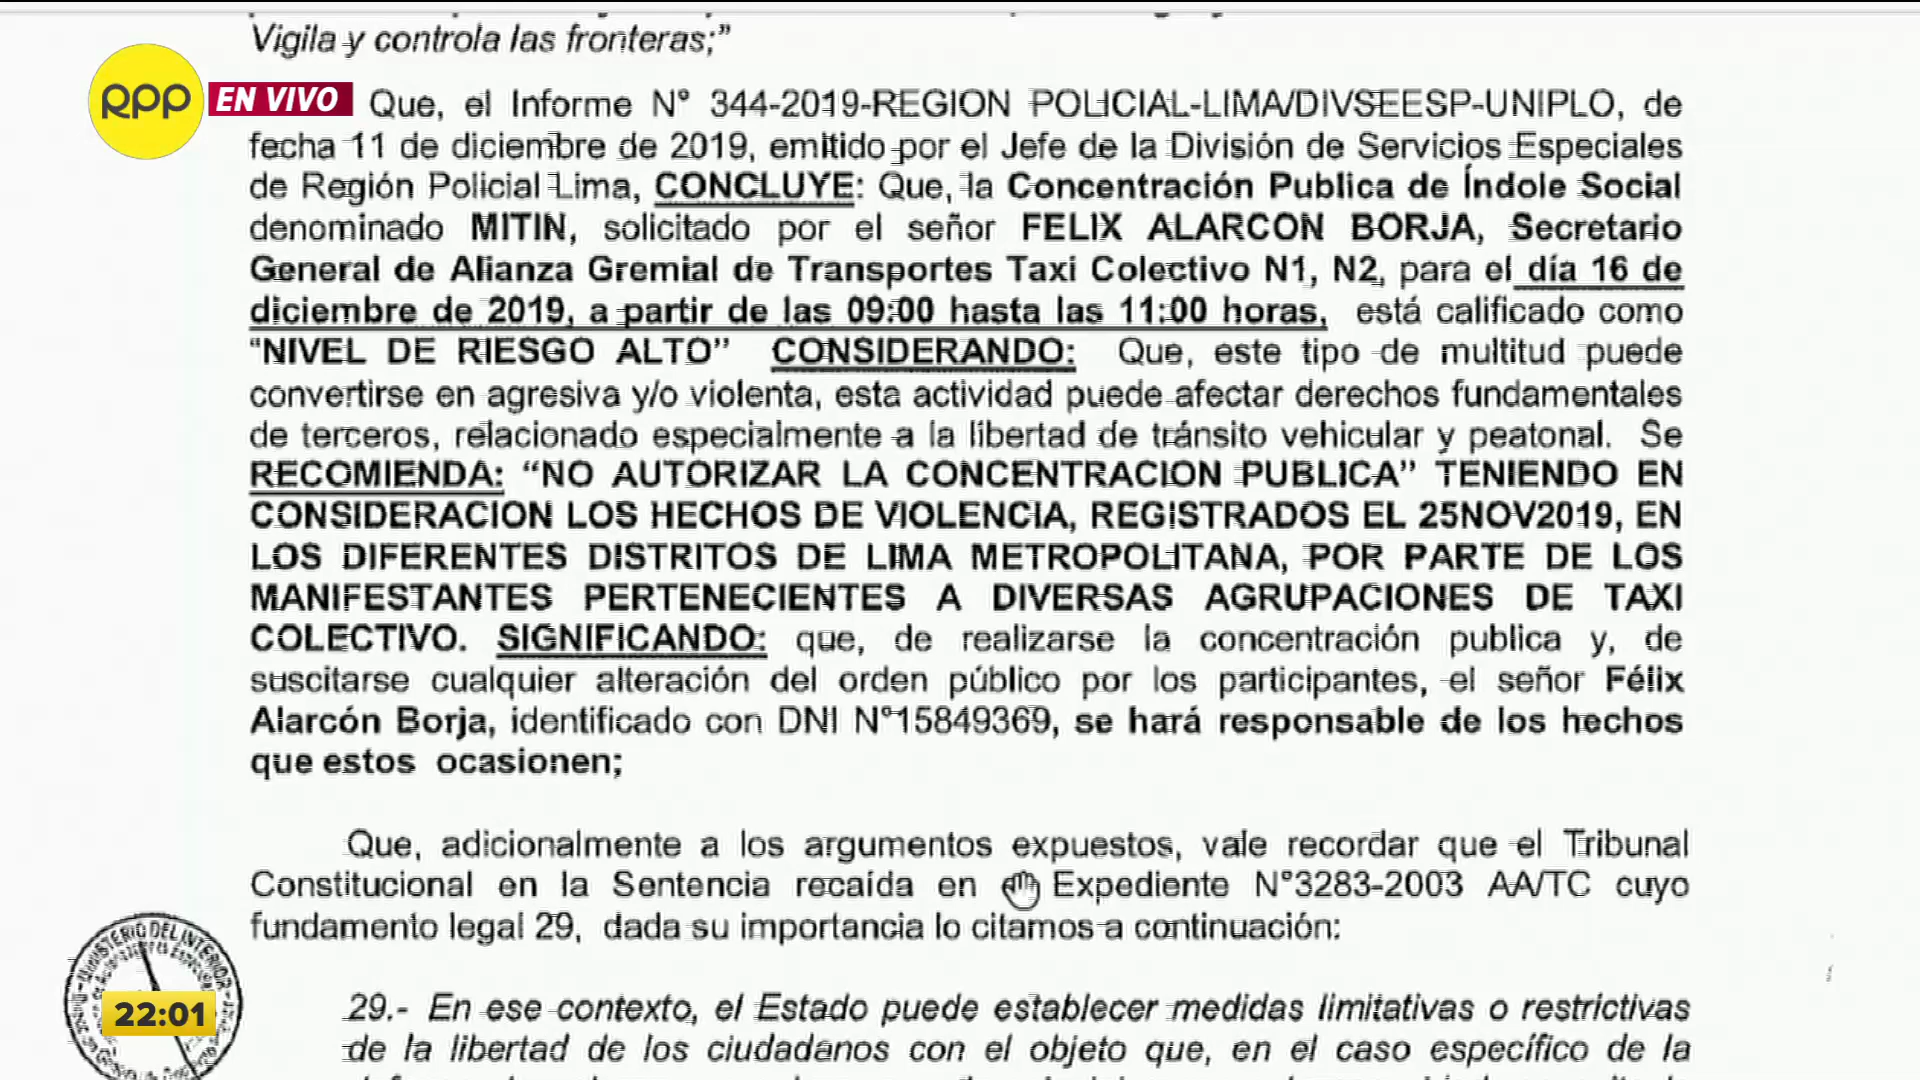 Vigila y controla las fronteras;”
rpp
EN VIVO
Que, el Informe N° 344-2019-REGION POLICIAL-LIMA/DIVSEESP-UNIPLO, de
fecha 11 de diciembre de 2019, emitido por el Jefe de la División de Servicios Especiales
de Región Policial Lima, CONCLUYE: Que, la Concentración Publica de Índole Social
denominado MITIN, solicitado por el señor FELIX ALARCON BORJA, Secretario
General de Alianza Gremial de Transportes Taxi Colectivo N1, N2, para el día 16 de
diciembre de 2019, a partir de las 09:00 hasta las 11:00 horas, está calificado como
“NIVEL DE RIESGO ALTO” CONSIDERANDO: Que, este tipo de multitud puede
convertirse en agresiva y/o violenta, esta actividad puede afectar derechos fundamentales
de terceros, relacionado especialmente a la libertad de tránsito vehicular y peatonal. Se
RECOMIENDA: “NO AUTORIZAR LA CONCENTRACION PUBLICA” TENIENDO EN
CONSIDERACION LOS HECHOS DE VIOLENCIA, REGISTRADOS EL 25NOV2019, EN
LOS DIFERENTES DISTRITOS DE LIMA METROPOLITANA, POR PARTE DE LOS
MANIFESTANTES PERTENECIENTES A DIVERSAS AGRUPACIONES DE TAXI
COLECTIVO. SIGNIFICANDO: que, de realizarse la concentración publica y, de
suscitarse cualquier alteración del orden público por los participantes, el señor Félix
Alarcón Borja, identificado con DNI N°15849369, se hará responsable de los hechos
que estos ocasionen;
Que, adicionalmente a los argumentos expuestos, vale recordar que el Tribunal
Constitucional en la Sentencia recaída en Expediente N°3283-2003 AA/TC cuyo
fundamento legal 29, dada su importancia lo citamos a continuación:
MINISTERIO DEL INTERIOR
22:01
29.- En ese contexto, el Estado puede establecer medidas limitativas o restrictivas
de la libertad de los ciudadanos con el objeto que, en el caso específico de la